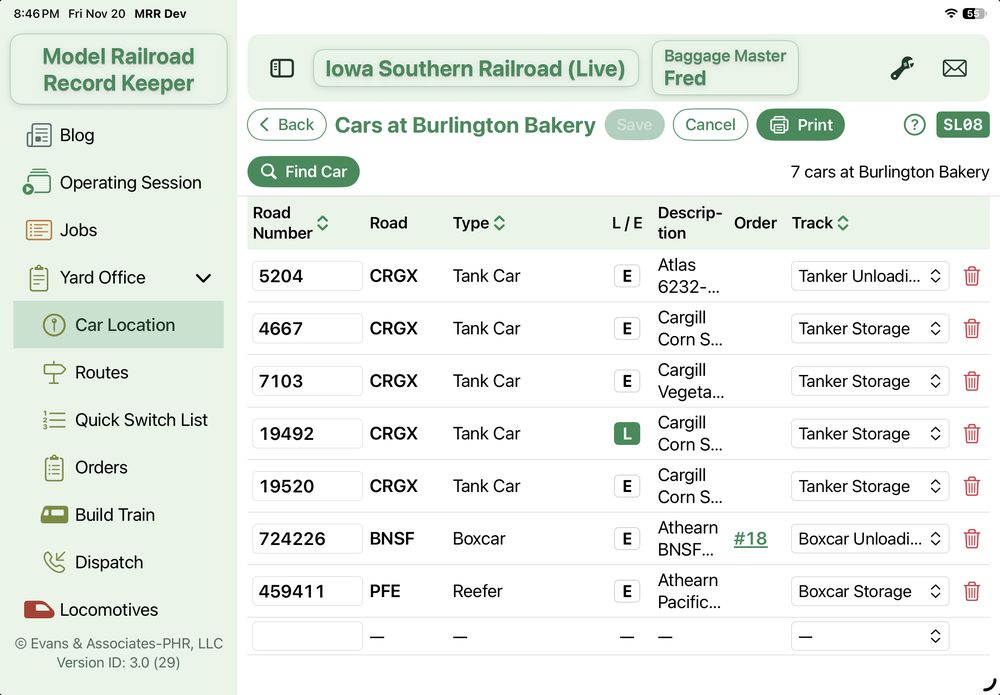 8:46 PM Fri Nov 20 MRR Dev
55
Model Railroad
Record Keeper
Blog
Operating Session
Jobs
Yard Office
Car Location
Routes
Quick Switch List
Orders
Build Train
Dispatch
Locomotives
© Evans & Associates-PHR, LLC
Version ID: 3.0 (29)
Iowa Southern Railroad (Live)
Baggage Master
Fred
Back Cars at Burlington Bakery Save Cancel Print ? SL08
Find Car 7 cars at Burlington Bakery
Road
Number Road Type L / E Descrip-
tion Order Track
5204 CRGX Tank Car E Atlas
6232-... Tanker Unloadi...
4667 CRGX Tank Car E Cargill
Corn S... Tanker Storage
7103 CRGX Tank Car E Cargill
Vegeta... Tanker Storage
19492 CRGX Tank Car L Cargill
Corn S... Tanker Storage
19520 CRGX Tank Car E Cargill
Corn S... Tanker Storage
724226 BNSF Boxcar E Athearn
BNSF... #18 Boxcar Unloadi...
459411 PFE Reefer E Athearn
Pacific... Boxcar Storage
— — — — —